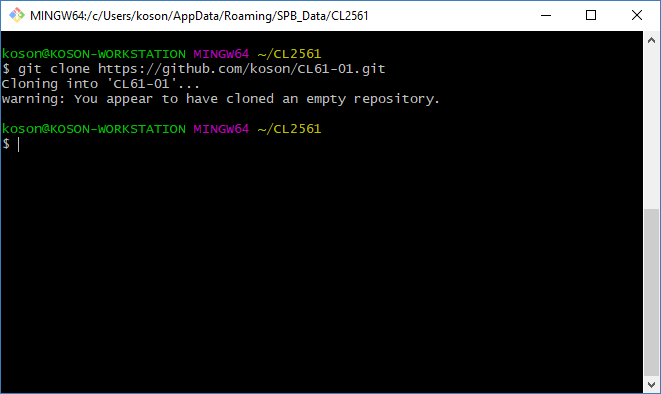 MINGW64:/c/Users/koson/AppData/Roaming/SPB_Data/CL2561
koson@KOSON-WORKSTATION MINGW64 ~/CL2561
$ git clone https://github.com/koson/CL61-01.git
Cloning into 'CL61-01'...
warning: You appear to have cloned an empty repository.
koson@KOSON-WORKSTATION MINGW64 ~/CL2561
$